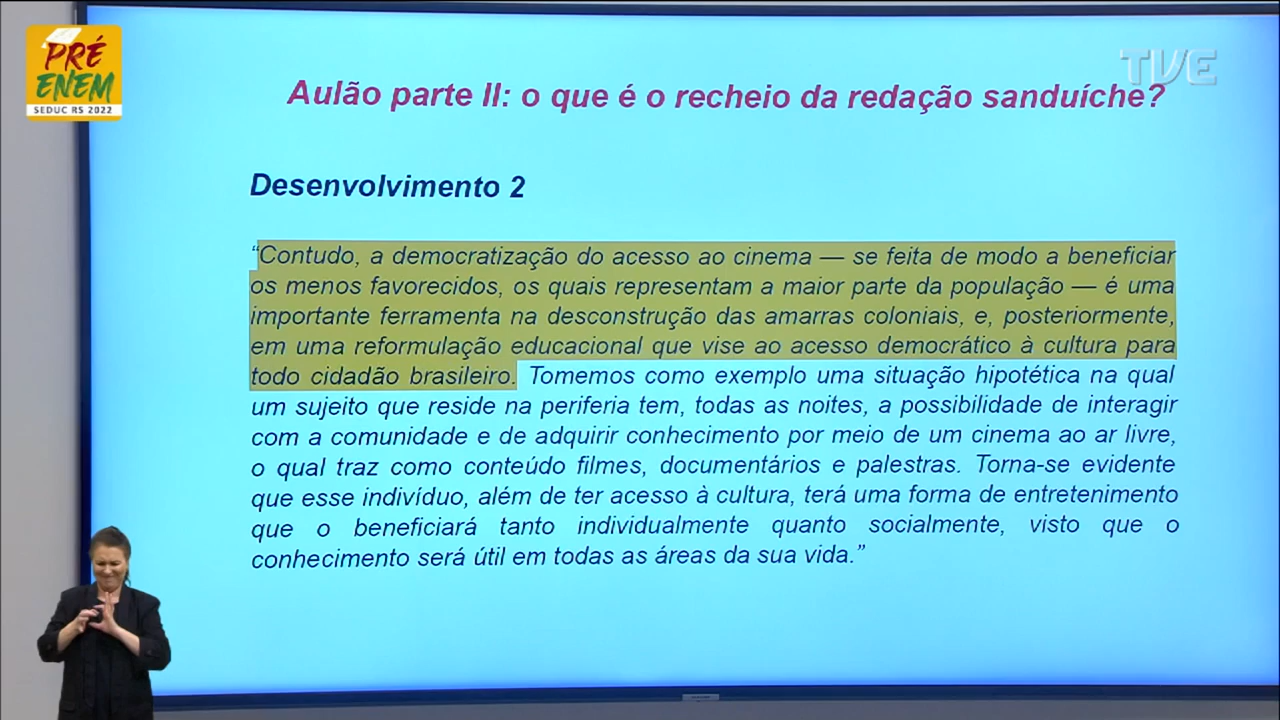 PRÉ
ENEM
SEDUC RS 2022
TVE
Aulão parte II: o que é o recheio da redação sanduíche?
Desenvolvimento 2
“Contudo, a democratização do acesso ao cinema — se feita de modo a beneficiar
os menos favorecidos, os quais representam a maior parte da população — é uma
importante ferramenta na desconstrução das amarras coloniais, e, posteriormente,
em uma reformulação educacional que vise ao acesso democrático à cultura para
todo cidadão brasileiro. Tomemos como exemplo uma situação hipotética na qual
um sujeito que reside na periferia tem, todas as noites, a possibilidade de interagir
com a comunidade e de adquirir conhecimento por meio de um cinema ao ar livre,
o qual traz como conteúdo filmes, documentários e palestras. Torna-se evidente
que esse indivíduo, além de ter acesso à cultura, terá uma forma de entretenimento
que o beneficiará tanto individualmente quanto socialmente, visto que o
conhecimento será útil em todas as áreas da sua vida.”